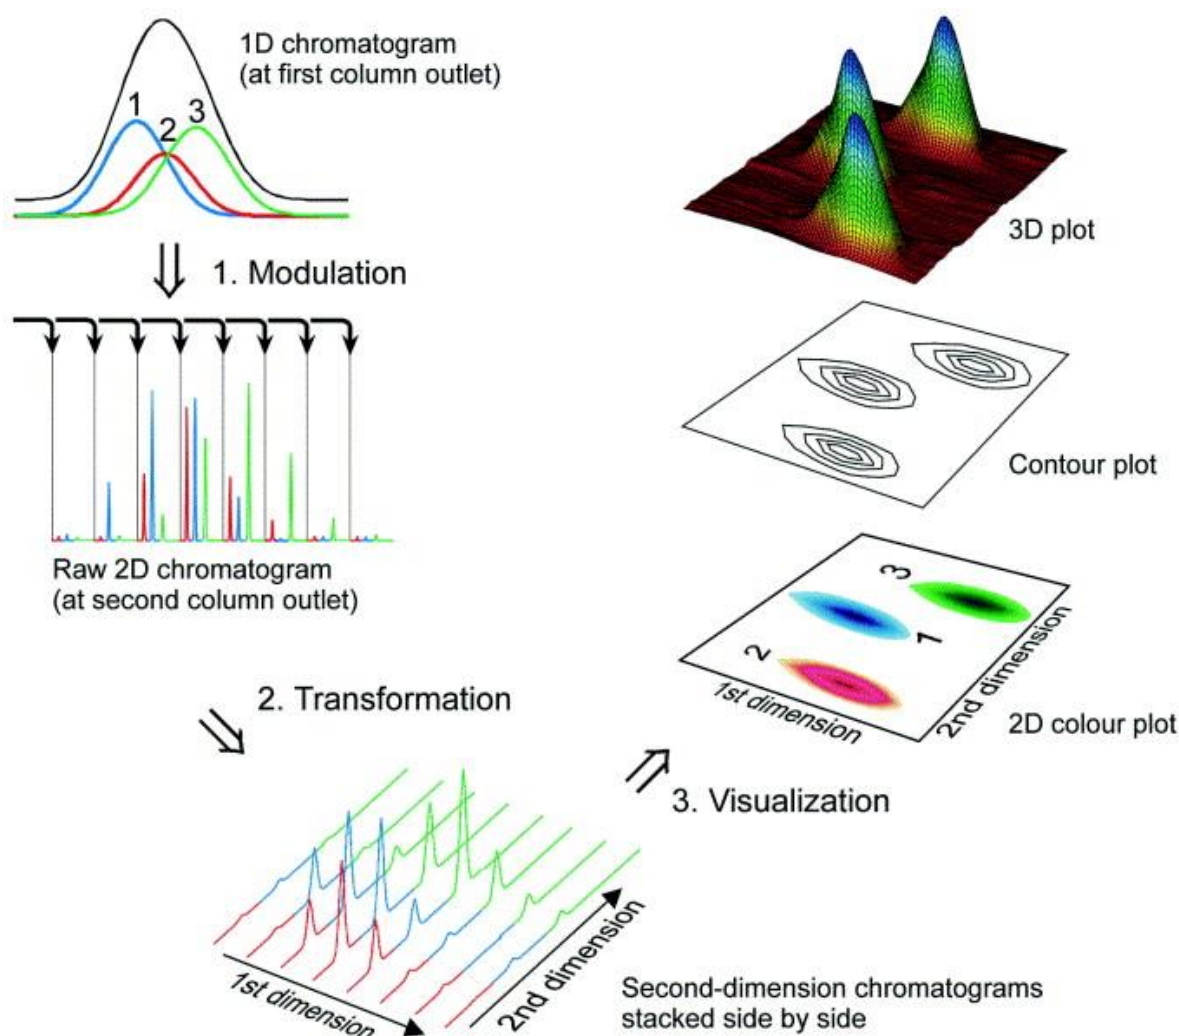 1D chromatogram
(at first column outlet)
1
2
3
1. Modulation
Raw 2D chromatogram
(at second column outlet)
2. Transformation
1st dimension
2nd dimension
Second-dimension chromatograms
stacked side by side
3. Visualization
3D plot
Contour plot
3
1
2
1st dimension
2nd dimension
2D colour plot